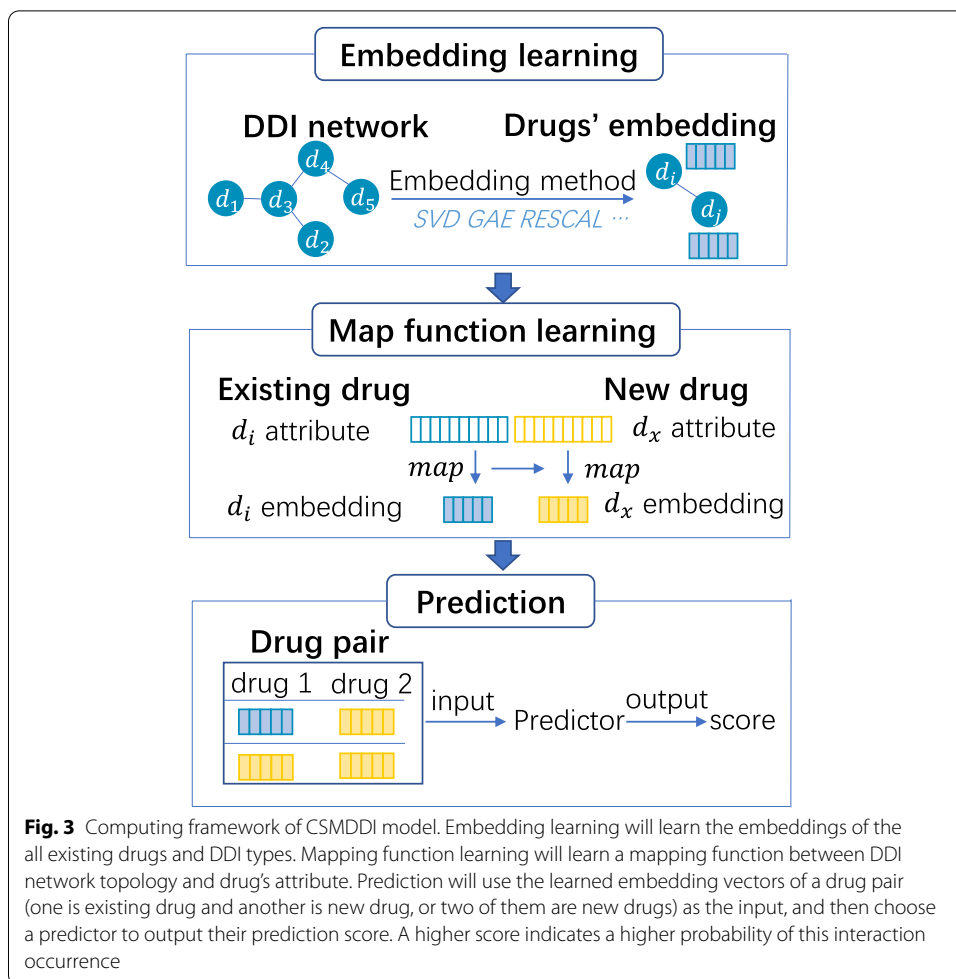 Embedding learning
DDI network
Drugs’ embedding
d₄
dᵢ
d₁
d₃
d₅
Embedding method
SVD GAE RESCAL ···
dⱼ
d₂
Map function learning
Existing drug
New drug
dᵢ attribute
dₓ attribute
map
map
dᵢ embedding
dₓ embedding
Prediction
Drug pair
drug 1 drug 2
input
Predictor
output
score
Fig. 3 Computing framework of CSMDDI model. Embedding learning will learn the embeddings of the
all existing drugs and DDI types. Mapping function learning will learn a mapping function between DDI
network topology and drug’s attribute. Prediction will use the learned embedding vectors of a drug pair
(one is existing drug and another is new drug, or two of them are new drugs) as the input, and then choose
a predictor to output their prediction score. A higher score indicates a higher probability of this interaction
occurrence